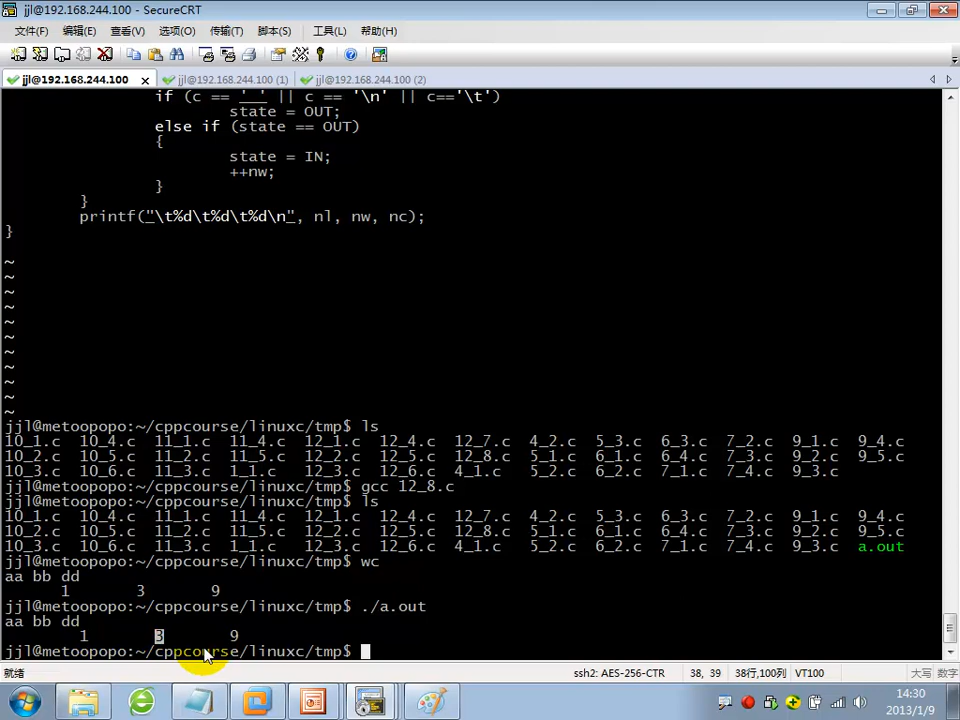 jjl@192.168.244.100 - SecureCRT
文件(F) 编辑(E) 查看(V) 选项(O) 传输(T) 脚本(S) 工具(L) 帮助(H)
jjl@192.168.244.100 jjl@192.168.244.100 (1) jjl@192.168.244.100 (2)
if (c == ' ' || c == '\n' || c=='\t')
state = OUT;
else if (state == OUT)
{
state = IN;
++nw;
}
}
printf("\t%d\t%d\t%d\n", nl, nw, nc);
}
~
~
~
~
~
~
~
~
~
~
~
jjl@metoopopo:~/cppcourse/linuxc/tmp$ ls
10_1.c 10_4.c 11_1.c 11_4.c 12_1.c 12_4.c 12_7.c 4_2.c 5_3.c 6_3.c 7_2.c 9_1.c 9_4.c
10_2.c 10_5.c 11_2.c 11_5.c 12_2.c 12_5.c 12_8.c 5_1.c 6_1.c 6_4.c 7_3.c 9_2.c 9_5.c
10_3.c 10_6.c 11_3.c 1_1.c 12_3.c 12_6.c 4_1.c 5_2.c 6_2.c 7_1.c 7_4.c 9_3.c
jjl@metoopopo:~/cppcourse/linuxc/tmp$ gcc 12_8.c
jjl@metoopopo:~/cppcourse/linuxc/tmp$ ls
10_1.c 10_4.c 11_1.c 11_4.c 12_1.c 12_4.c 12_7.c 4_2.c 5_3.c 6_3.c 7_2.c 9_1.c 9_4.c
10_2.c 10_5.c 11_2.c 11_5.c 12_2.c 12_5.c 12_8.c 5_1.c 6_1.c 6_4.c 7_3.c 9_2.c 9_5.c
10_3.c 10_6.c 11_3.c 1_1.c 12_3.c 12_6.c 4_1.c 5_2.c 6_2.c 7_1.c 7_4.c 9_3.c a.out
jjl@metoopopo:~/cppcourse/linuxc/tmp$ wc
aa bb dd
1 3 9
jjl@metoopopo:~/cppcourse/linuxc/tmp$ ./a.out
aa bb dd
1 3 9
jjl@metoopopo:~/cppcourse/linuxc/tmp$
就绪 ssh2: AES-256-CTR 38, 39 38行,100列 VT100 大写 数字
14:30
2013/1/9